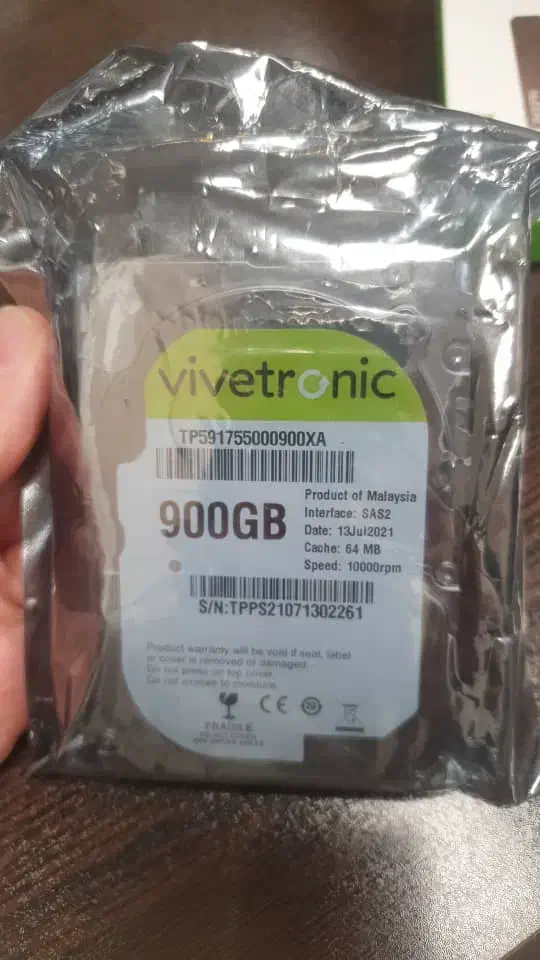 vivetronic
TP591755000900XA
900GB
Product of Malaysia
Interface: SAS2
Date: 13Jul2021
Cache: 64 MB
Speed: 10000rpm
S/N:TPPS21071302261
Product warranty will be void if seal, label
or cover is removed of damaged.
Do not press on top cover.
Do not expose to moisture.
FRAGILE
CE